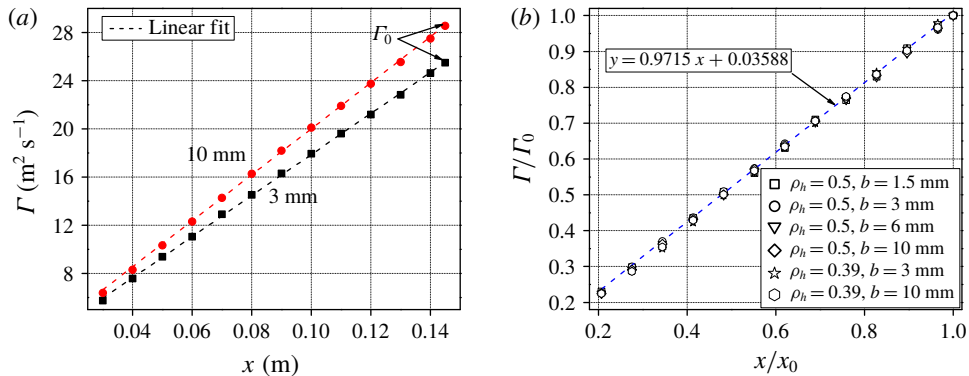 (a)
28
24
20
16
12
8
Γ (m² s⁻¹)
Linear fit
Γ₀
10 mm
3 mm
0.04 0.06 0.08 0.10 0.12 0.14
x (m)
(b)
1.0
0.9
0.8
0.7
0.6
0.5
0.4
0.3
0.2
Γ/Γ₀
y = 0.9715 x + 0.03588
ρₕ = 0.5, b = 1.5 mm
ρₕ = 0.5, b = 3 mm
ρₕ = 0.5, b = 6 mm
ρₕ = 0.5, b = 10 mm
ρₕ = 0.39, b = 3 mm
ρₕ = 0.39, b = 10 mm
0.2 0.4 0.6 0.8 1.0
x/x₀